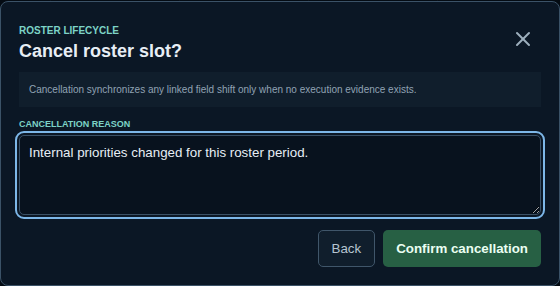 ROSTER LIFECYCLE
Cancel roster slot?
Cancellation synchronizes any linked field shift only when no execution evidence exists.
CANCELLATION REASON
Internal priorities changed for this roster period.
Back
Confirm cancellation